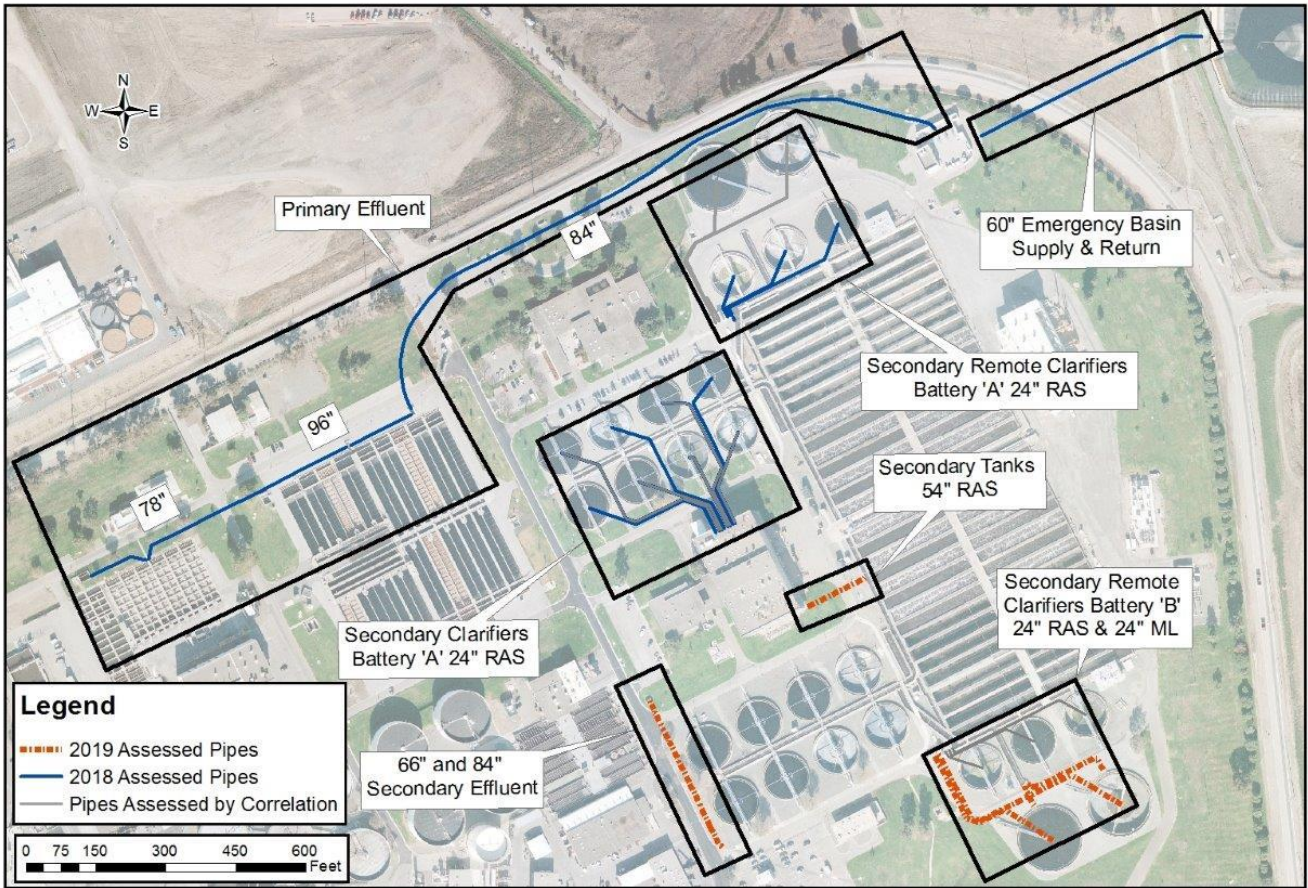 N
W E
S
Primary Effluent
84"
60" Emergency Basin
Supply & Return
Secondary Remote Clarifiers
Battery 'A' 24" RAS
96"
78"
Secondary Tanks
54" RAS
Secondary Remote
Clarifiers Battery 'B'
24" RAS & 24" ML
Secondary Clarifiers
Battery 'A' 24" RAS
66" and 84"
Secondary Effluent
Legend
2019 Assessed Pipes
2018 Assessed Pipes
Pipes Assessed by Correlation
0 75 150 300 450 600
Feet